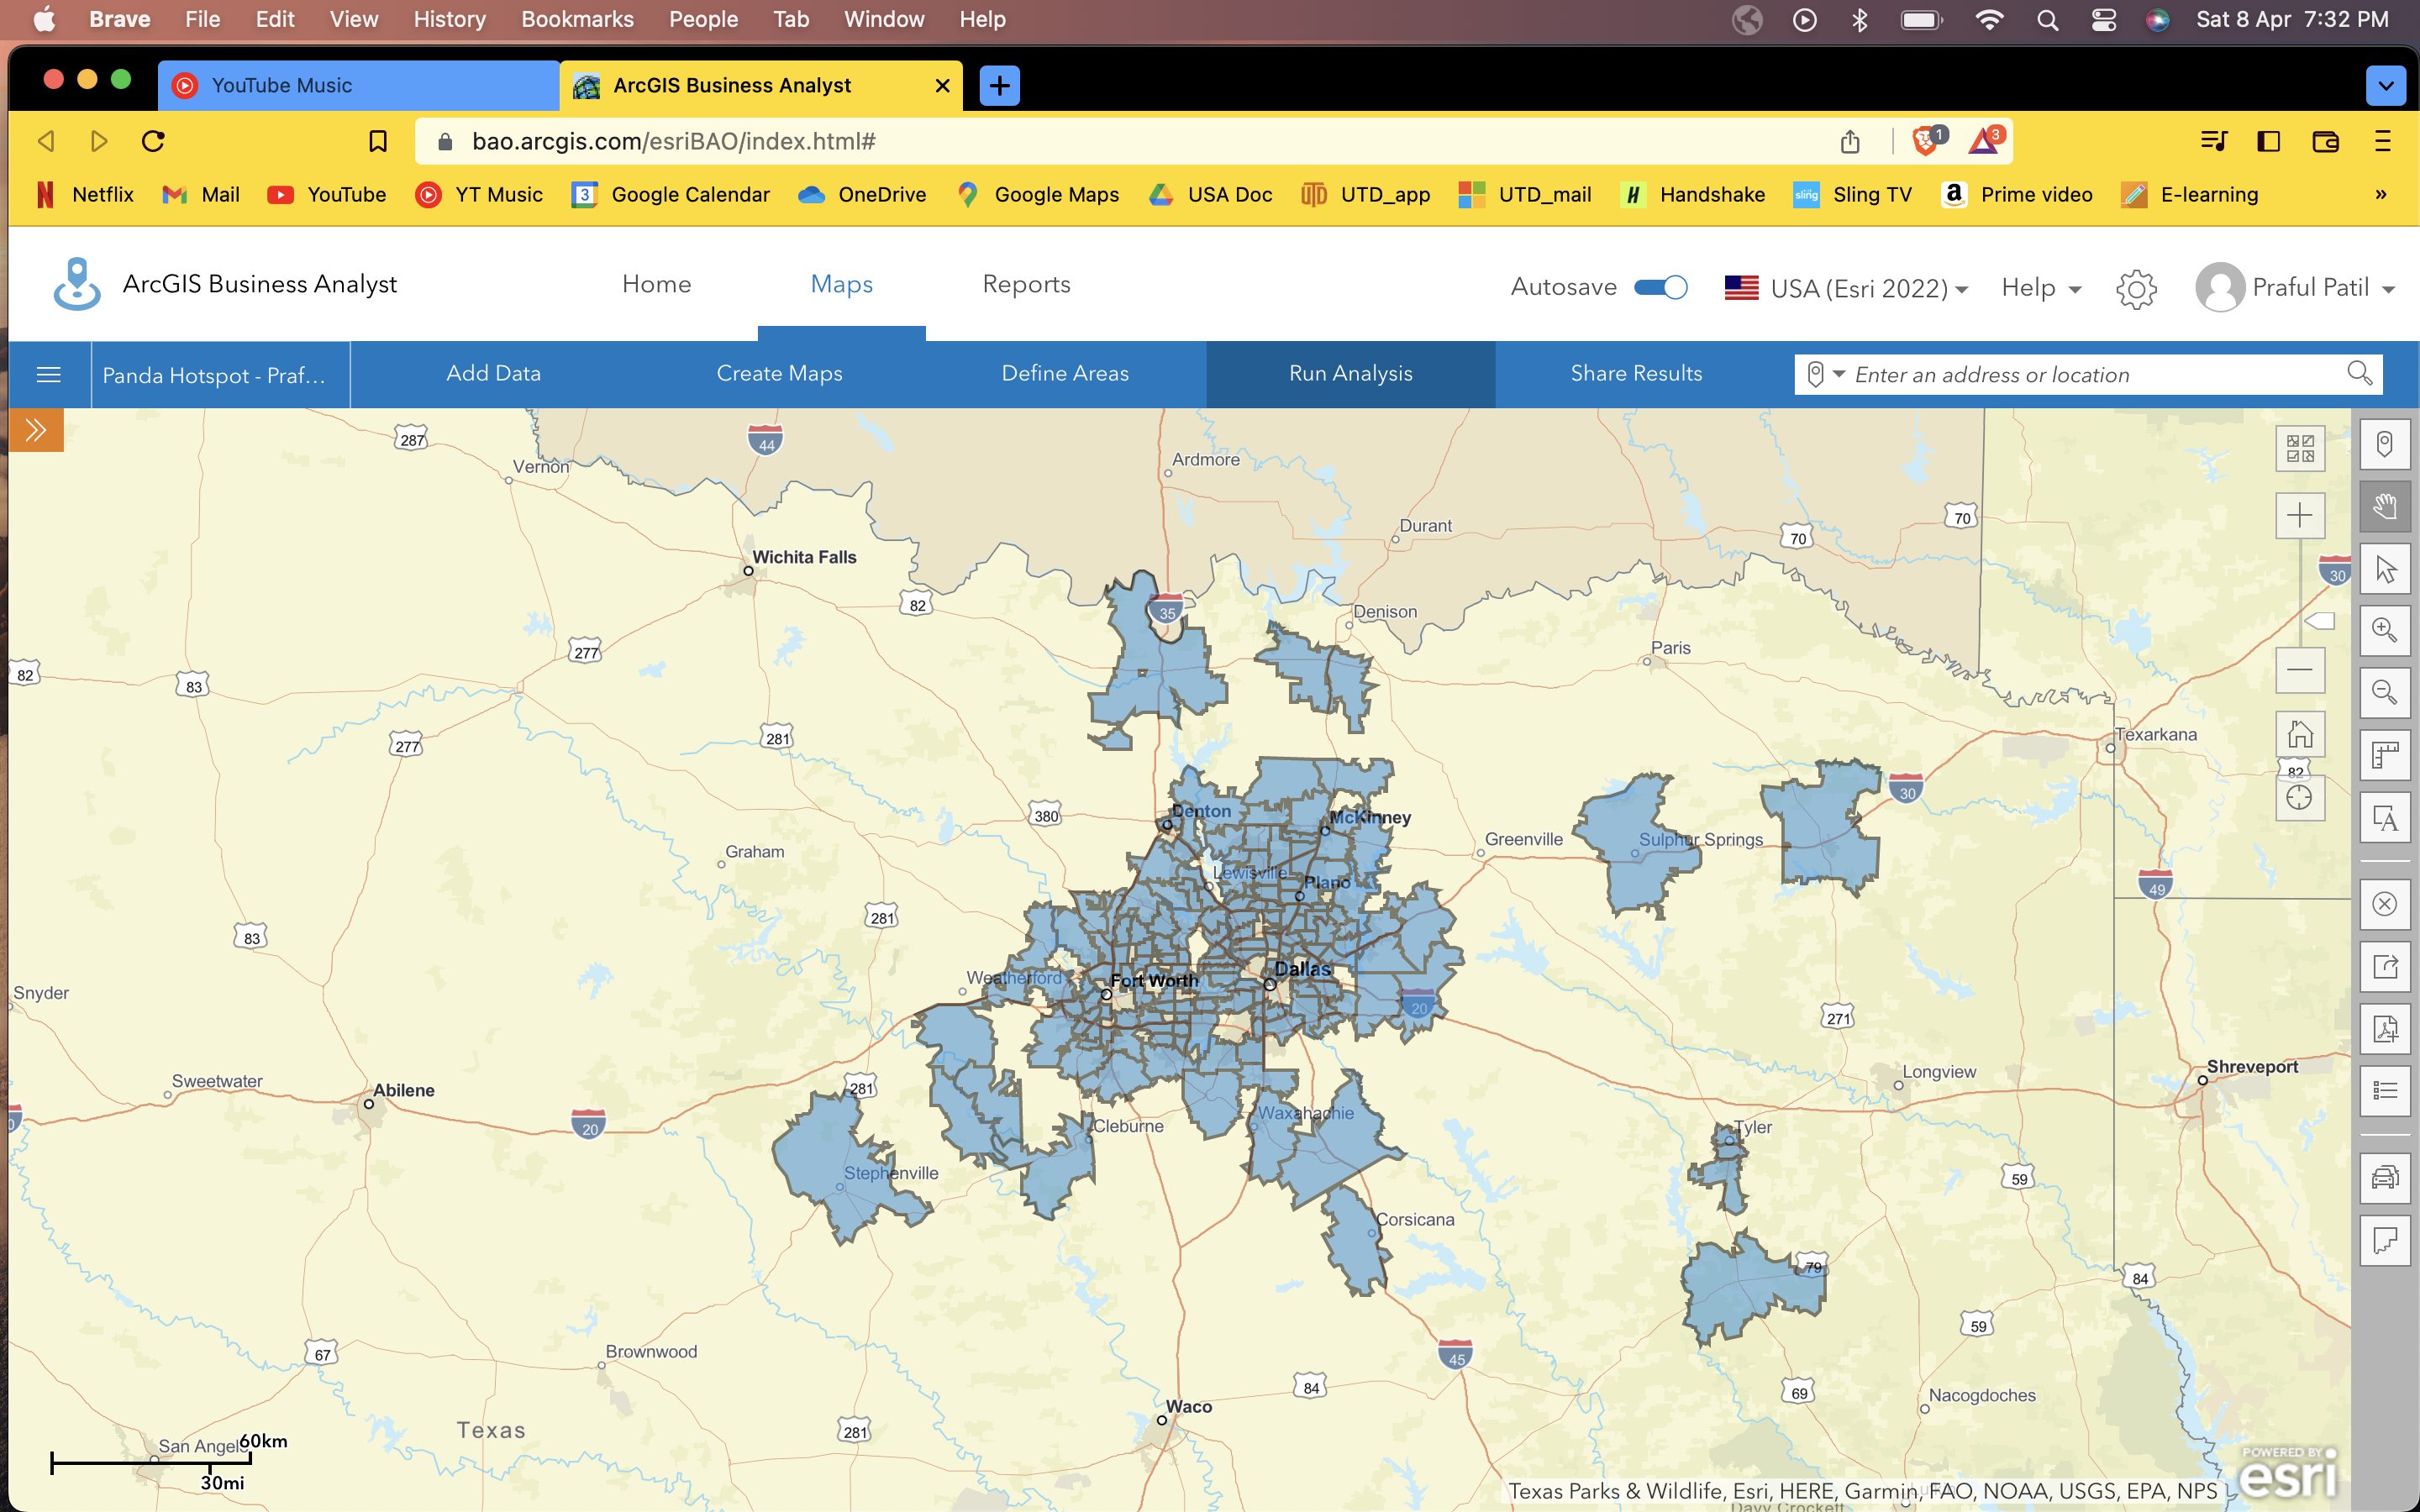 Brave File Edit View History Bookmarks People Tab Window Help Sat 8 Apr 7:32 PM
YouTube Music ArcGIS Business Analyst
bao.arcgis.com/esriBAO/index.html# 1 3
Netflix Mail YouTube YT Music 3 Google Calendar OneDrive Google Maps USA Doc UTD_app UTD_mail H Handshake sling Sling TV a Prime video E-learning »
ArcGIS Business Analyst Home Maps Reports Autosave USA (Esri 2022) Help Praful Patil
Panda Hotspot - Praf... Add Data Create Maps Define Areas Run Analysis Share Results Enter an address or location
287 44 Ardmore
Vernon
Durant 70 70
Wichita Falls
30
82 35 Denison
277 Paris
82 83
277 281 Texarkana
82
30
380 Denton McKinney
Graham Greenville Sulphur Springs
Lewisville Plano
49
281
83
Weatherford Fort Worth Dallas
Snyder
20
271
Sweetwater Abilene 281 Longview Shreveport
20 Waxahachie
Cleburne Tyler
Stephenville 59
Corsicana
79
84
67 59
Brownwood 45
84 69 Nacogdoches
Waco
Texas 281
San Angel 60km
30mi
POWERED BY
esri
Texas Parks & Wildlife, Esri, HERE, Garmin, FAO, NOAA, USGS, EPA, NPS